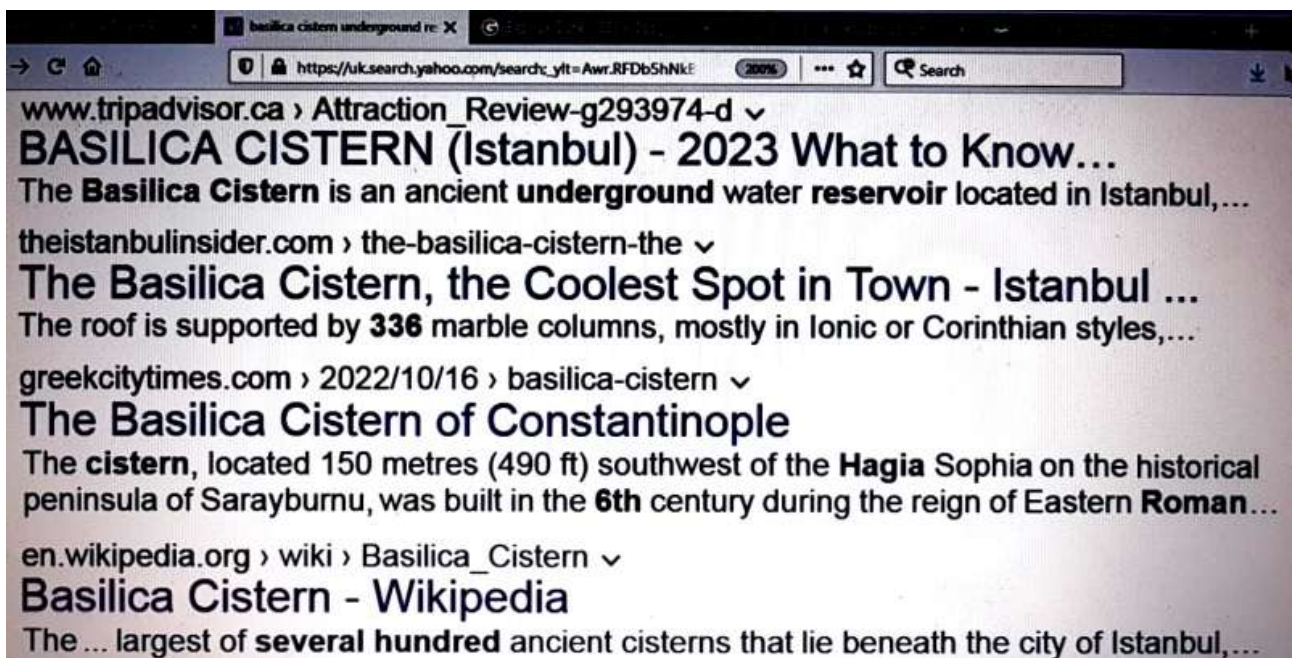 basilica cistern underground re X
https://uk.search.yahoo.com/search;_ylt=Awr.RFDb5hNkE 200% ... Search
www.tripadvisor.ca › Attraction_Review-g293974-d
BASILICA CISTERN (Istanbul) - 2023 What to Know...
The Basilica Cistern is an ancient underground water reservoir located in Istanbul,...
theistanbulinsider.com › the-basilica-cistern-the
The Basilica Cistern, the Coolest Spot in Town - Istanbul ...
The roof is supported by 336 marble columns, mostly in Ionic or Corinthian styles,...
greekcitytimes.com › 2022/10/16 › basilica-cistern
The Basilica Cistern of Constantinople
The cistern, located 150 metres (490 ft) southwest of the Hagia Sophia on the historical
peninsula of Sarayburnu, was built in the 6th century during the reign of Eastern Roman...
en.wikipedia.org › wiki › Basilica_Cistern
Basilica Cistern - Wikipedia
The ... largest of several hundred ancient cisterns that lie beneath the city of Istanbul,...